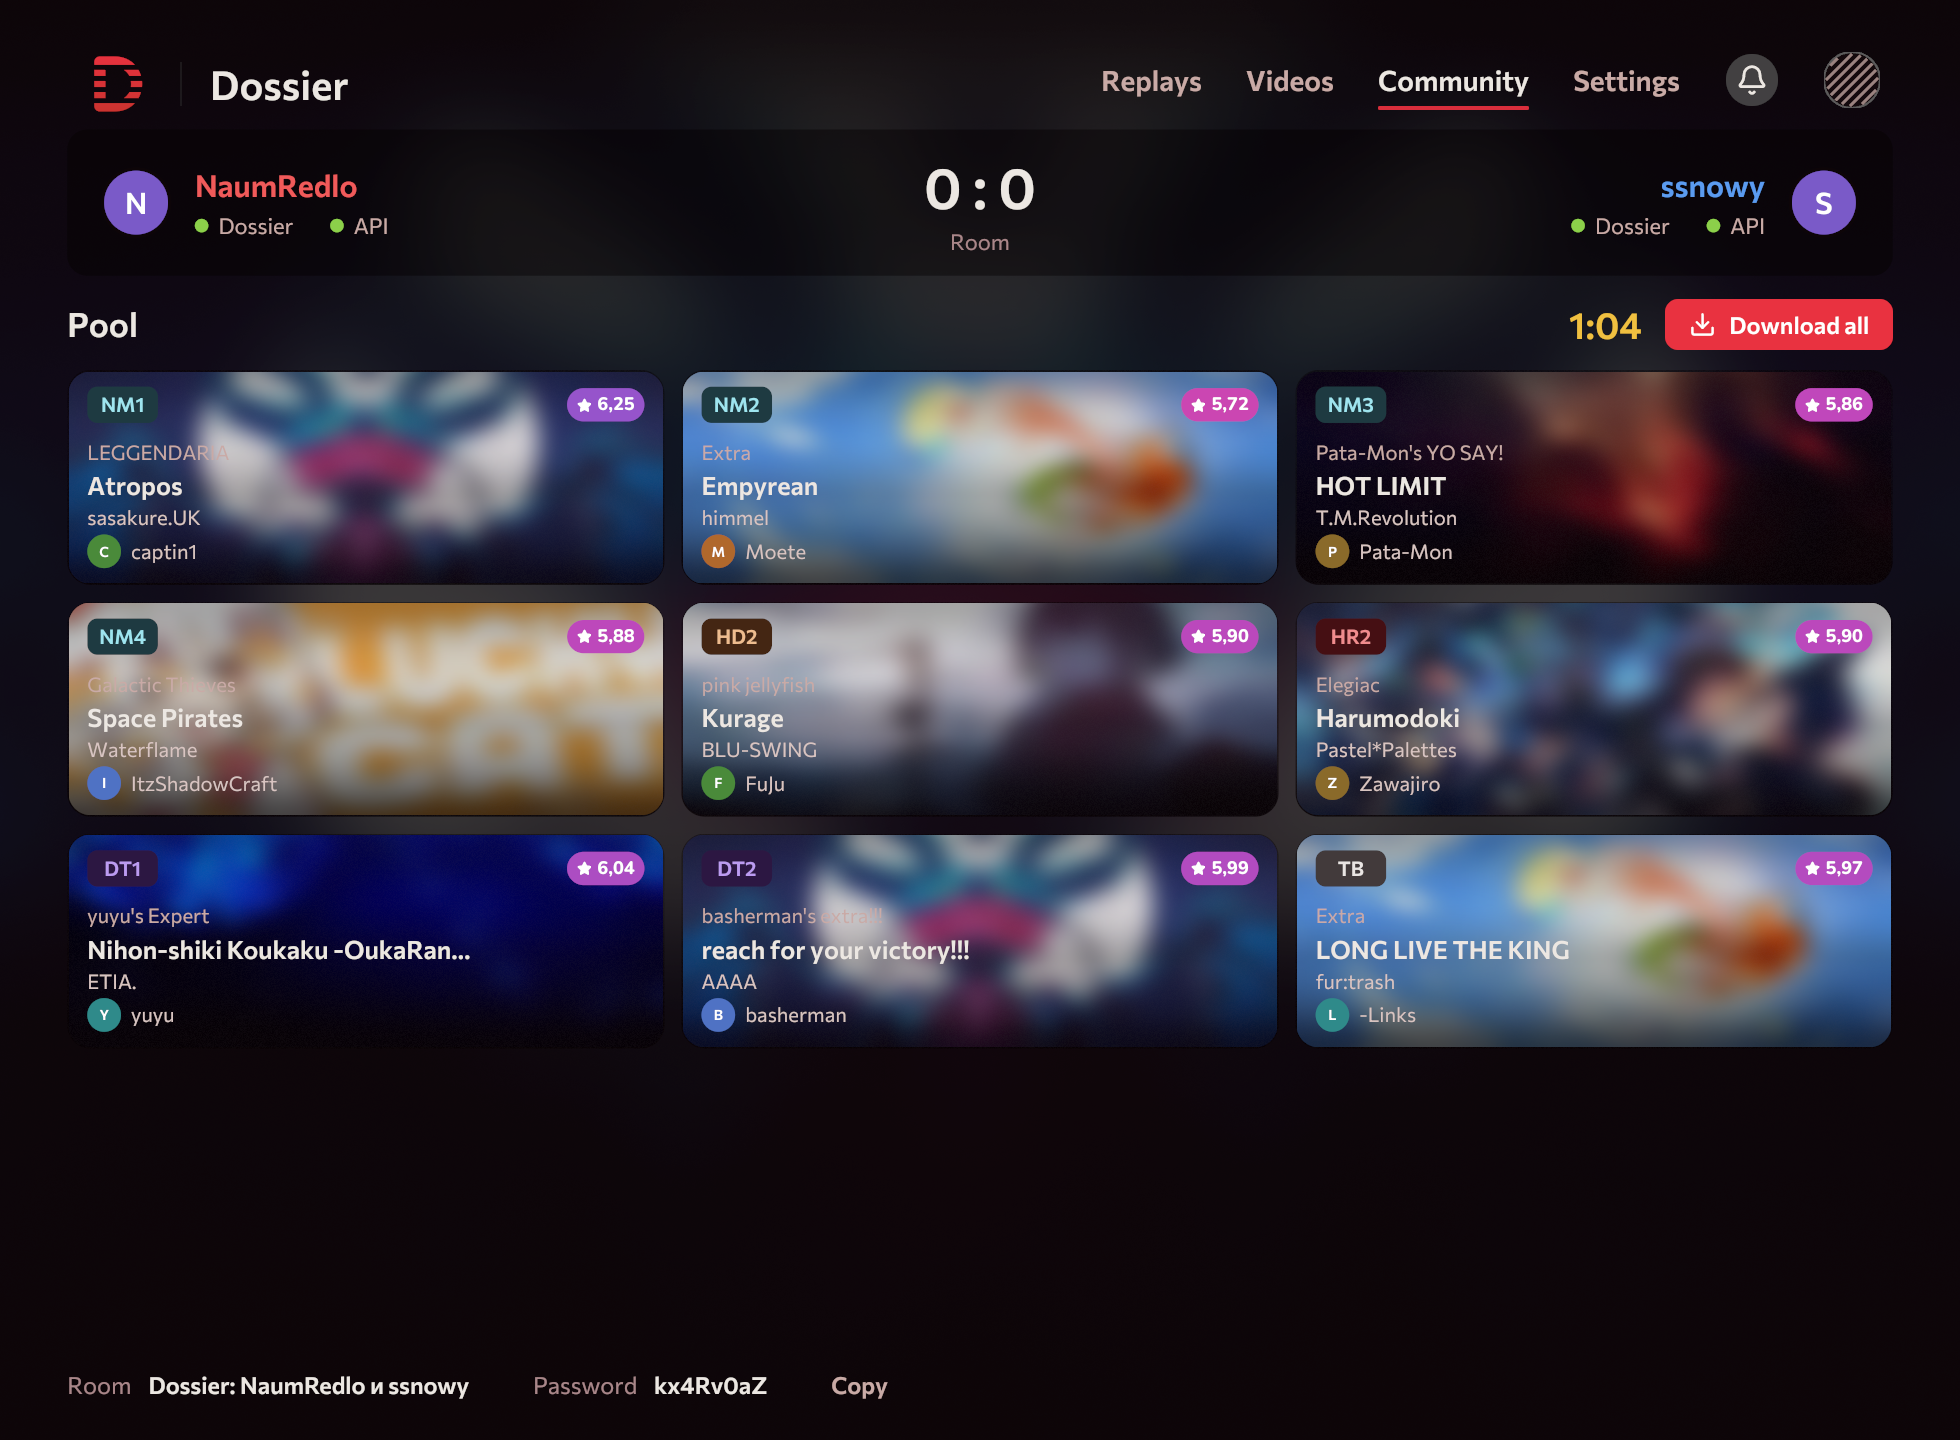 Dossier
Replays
Videos
Community
Settings
N
NaumRedlo
Dossier
API
0 : 0
Room
ssnowy
Dossier
API
S
Pool
1:04
Download all
NM1
6,25
LEGGENDARIA
Atropos
sasakure.UK
C
captin1
NM2
5,72
Extra
Empyrean
himmel
M
Moete
NM3
5,86
Pata-Mon's YO SAY!
HOT LIMIT
T.M.Revolution
P
Pata-Mon
NM4
5,88
Galactic Thieves
Space Pirates
Waterflame
I
ItzShadowCraft
HD2
5,90
pink jellyfish
Kurage
BLU-SWING
F
FuJu
HR2
5,90
Elegiac
Harumodoki
Pastel*Palettes
Z
Zawajiro
DT1
6,04
yuyu's Expert
Nihon-shiki Koukaku -OukaRan...
ETIA.
Y
yuyu
DT2
5,99
basherman's extra!!!
reach for your victory!!!
AAAA
B
basherman
TB
5,97
Extra
LONG LIVE THE KING
fur:trash
L
-Links
Room Dossier: NaumRedlo и ssnowy
Password kx4Rv0aZ
Copy